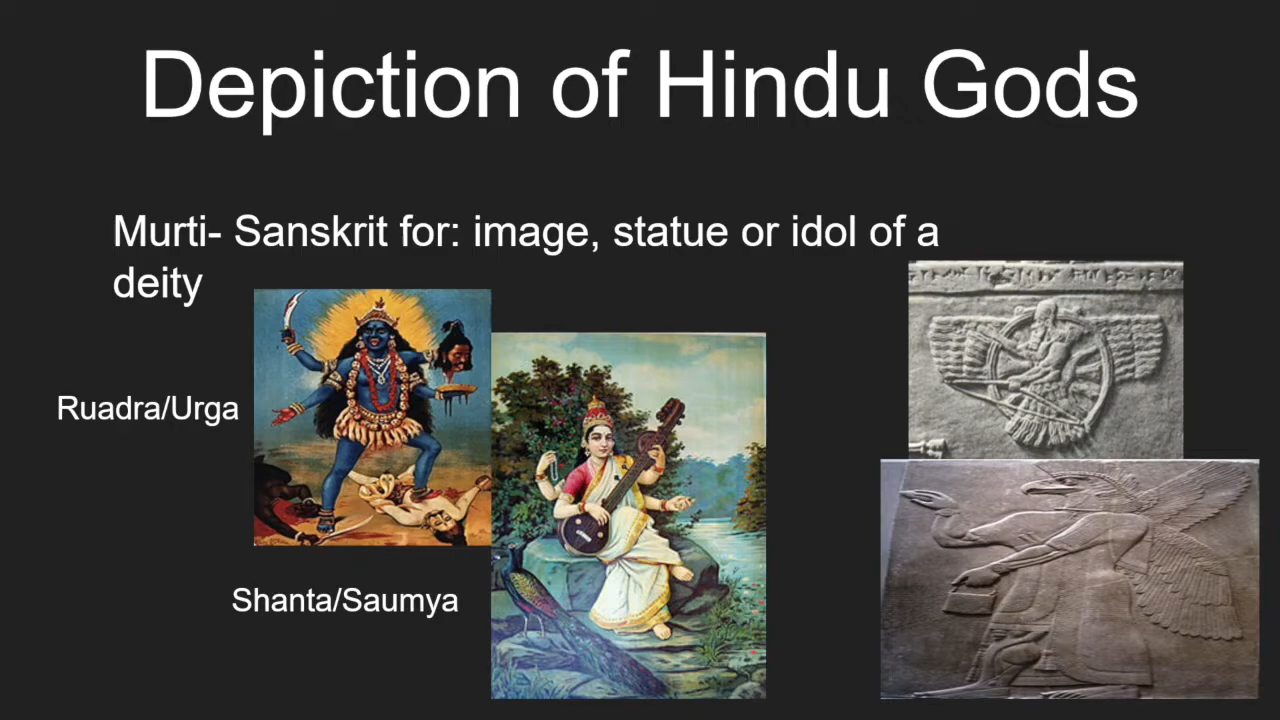 Depiction of Hindu Gods
Murti- Sanskrit for: image, statue or idol of a
deity
Ruadra/Urga
Shanta/Saumya